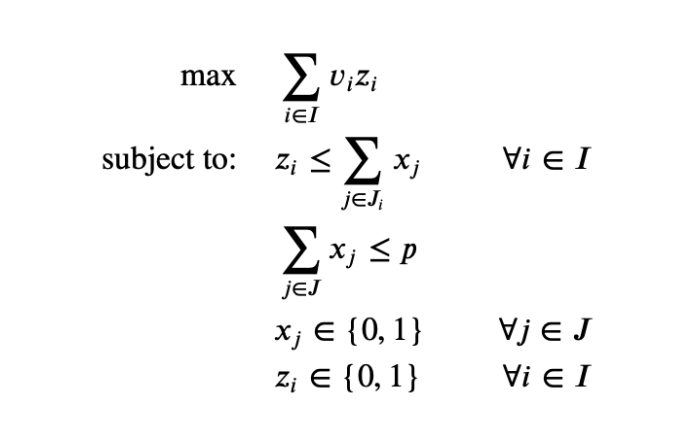 max ∑_{i∈I} v_i z_i
subject to: z_i ≤ ∑_{j∈J_i} x_j ∀i ∈ I
∑_{j∈J} x_j ≤ p
x_j ∈ {0, 1} ∀j ∈ J
z_i ∈ {0, 1} ∀i ∈ I